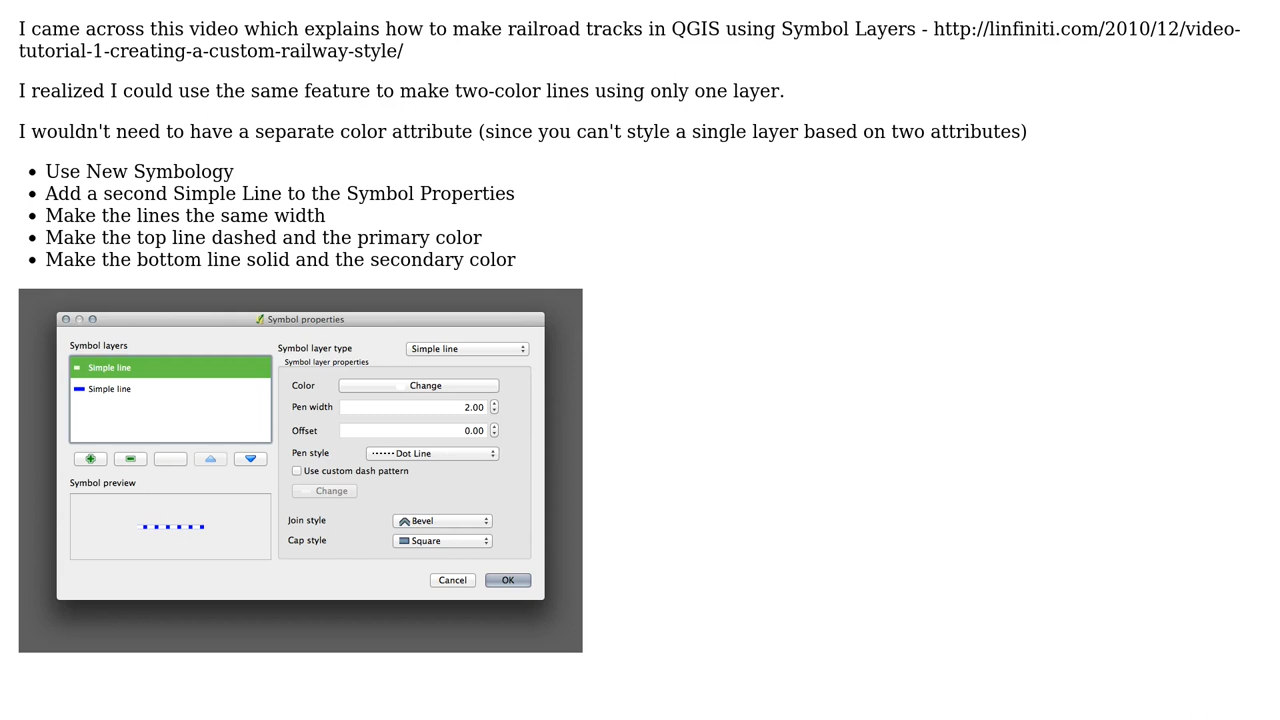 I came across this video which explains how to make railroad tracks in QGIS using Symbol Layers - http://linfiniti.com/2010/12/video-
tutorial-1-creating-a-custom-railway-style/
I realized I could use the same feature to make two-color lines using only one layer.
I wouldn't need to have a separate color attribute (since you can't style a single layer based on two attributes)
• Use New Symbology
• Add a second Simple Line to the Symbol Properties
• Make the lines the same width
• Make the top line dashed and the primary color
• Make the bottom line solid and the secondary color
Symbol properties
Symbol layers
Simple line
Simple line
Symbol preview
Symbol layer type Simple line
Symbol layer properties
Color Change
Pen width 2.00
Offset 0.00
Pen style Dot Line
Use custom dash pattern
Change
Join style Bevel
Cap style Square
Cancel OK